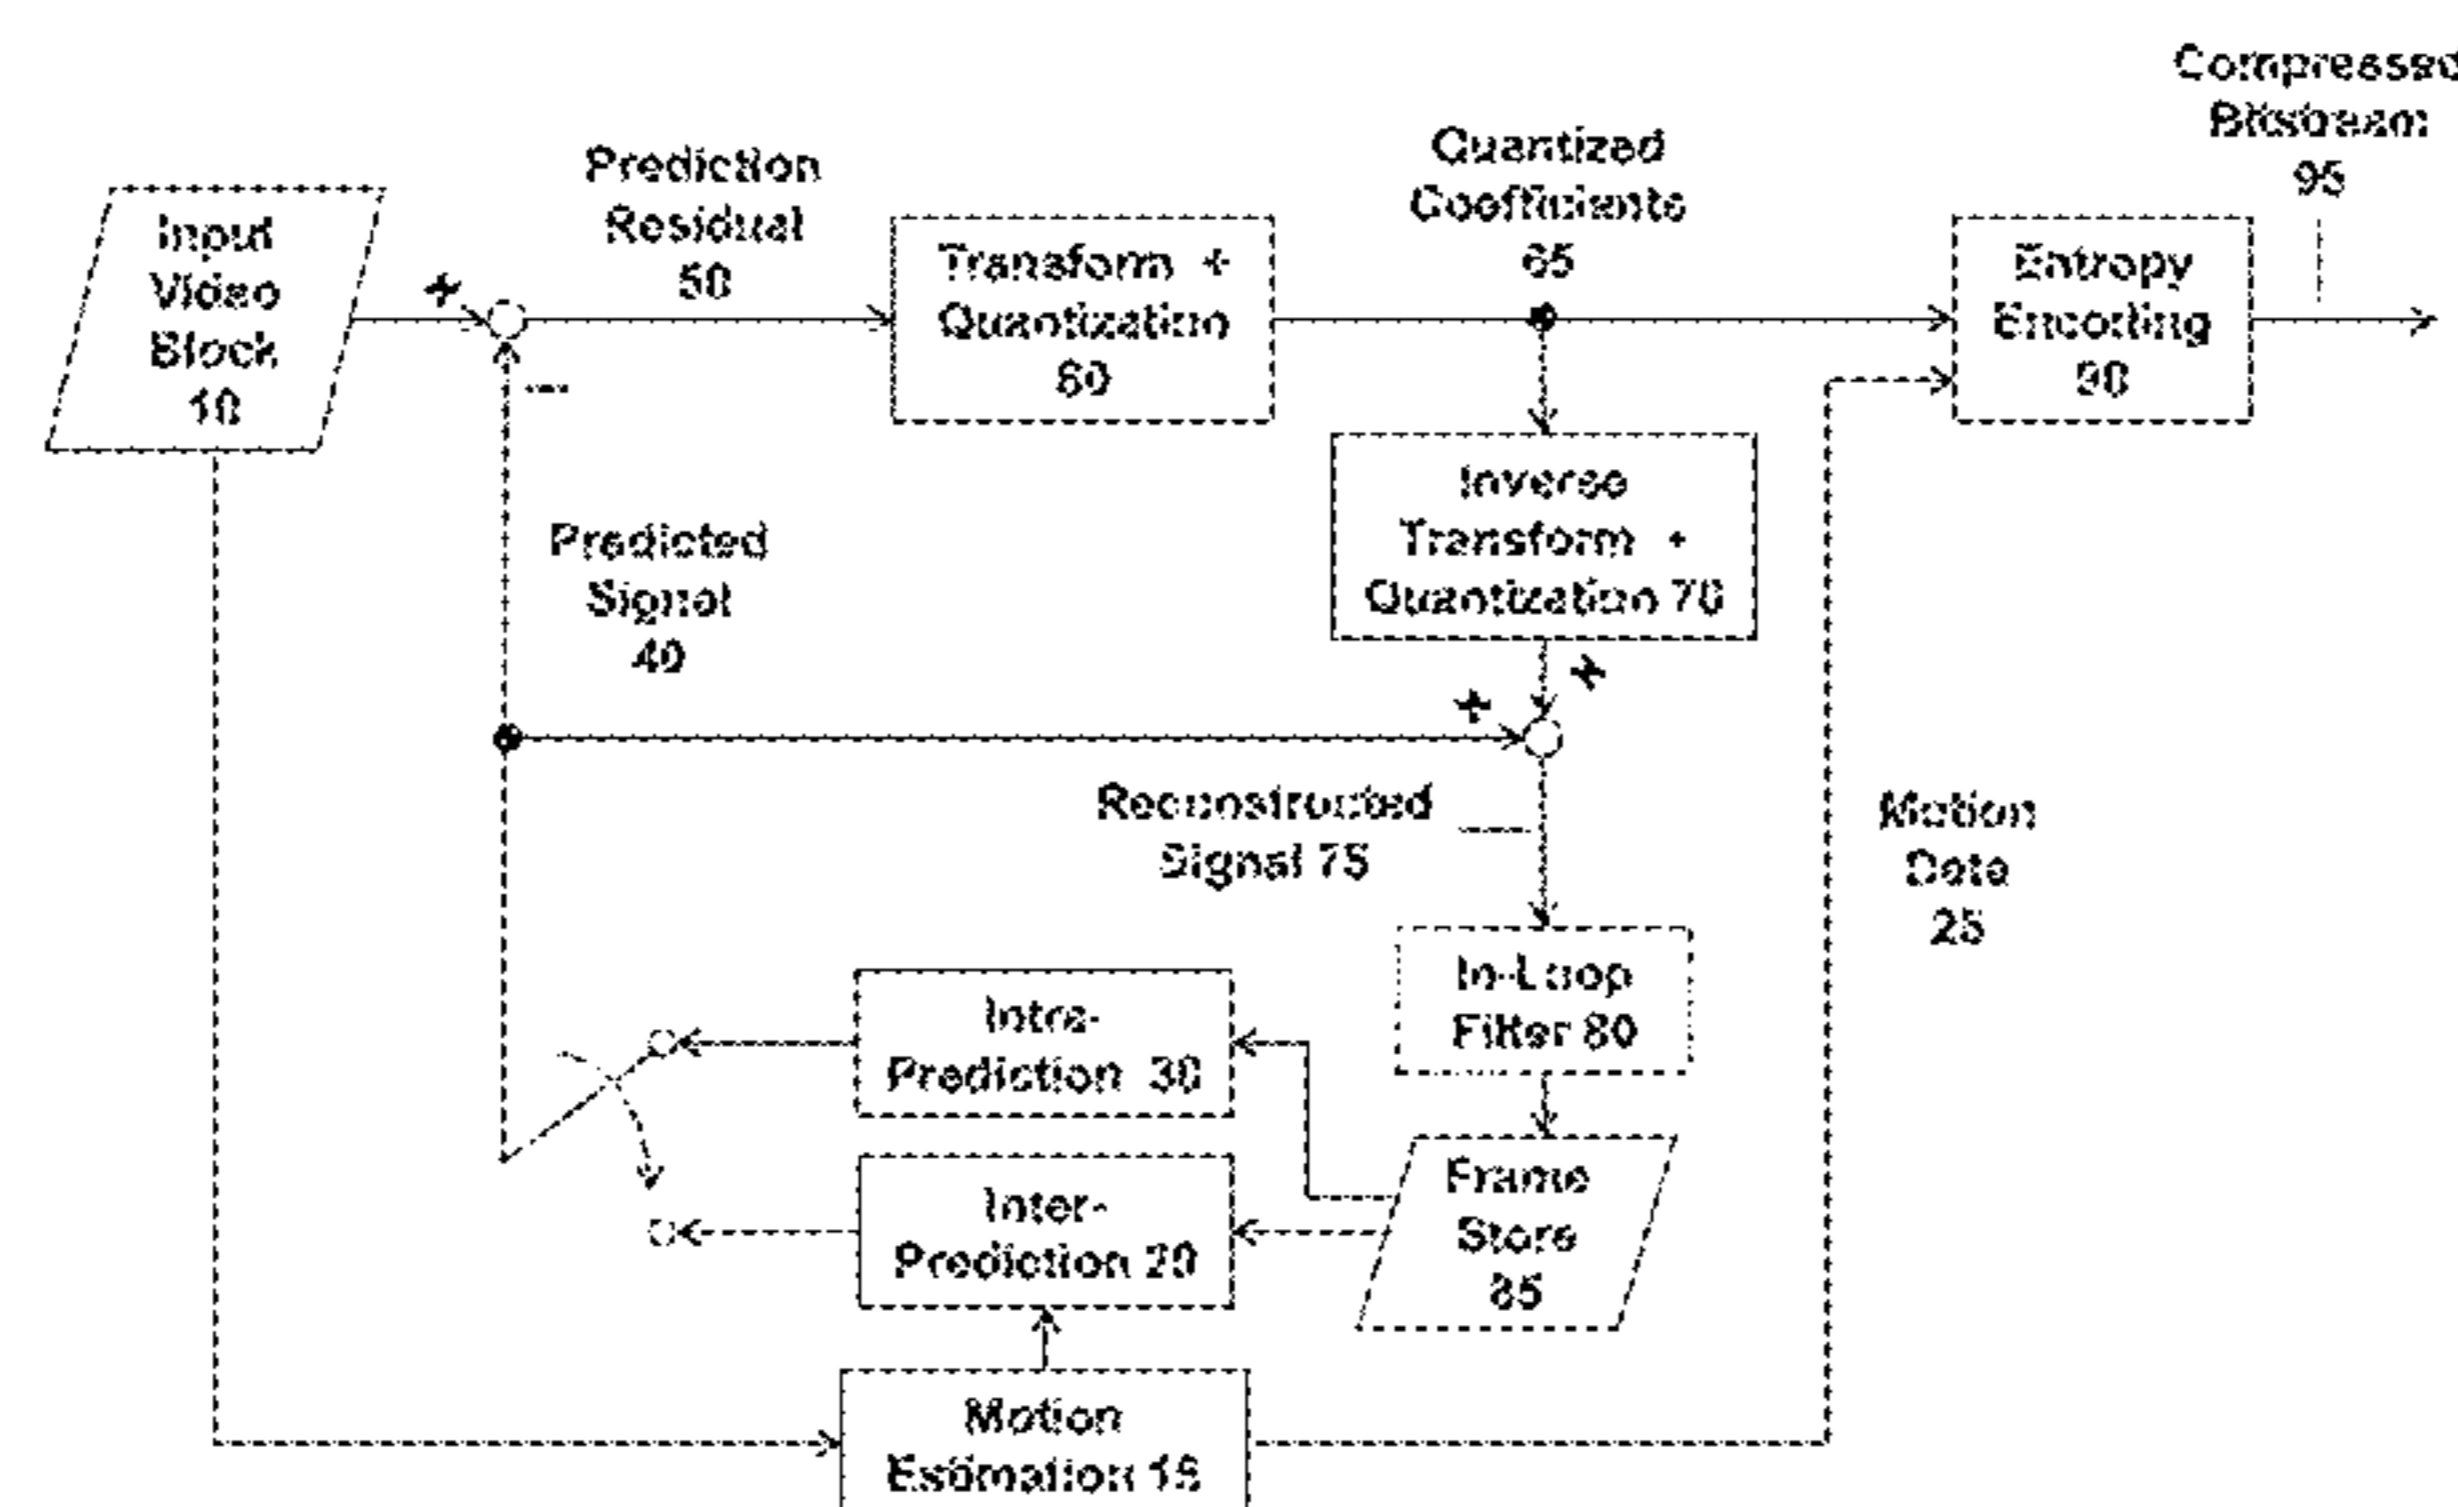 Compressed
Bitstream
95
Prediction
Residual
50
Quantized
Coefficients
65
Input
Video
Block
10
+
Transform +
Quantization
60
Entropy
Encoding
90
-
Inverse
Transform +
Quantization 70
Predicted
Signal
40
+
+
Reconstructed
Signal 75
Motion
Data
25
In-Loop
Filter 80
Intra-
Prediction 30
Frame
Store
85
Inter-
Prediction 20
Motion
Estimation 15